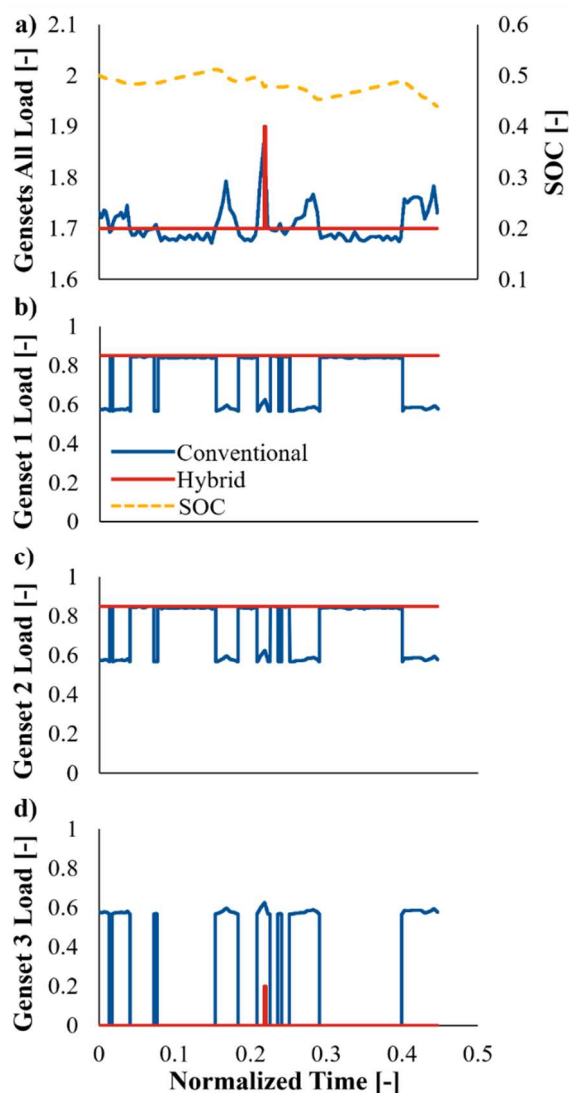 a)
Gensets All Load [-]
2.1
2
1.9
1.8
1.7
1.6
0.6
0.5
0.4
0.3
0.2
0.1
SOC [-]
b)
Genset 1 Load [-]
1
0.8
0.6
0.4
0.2
0
Conventional
Hybrid
SOC
c)
Genset 2 Load [-]
1
0.8
0.6
0.4
0.2
0
d)
Genset 3 Load [-]
1
0.8
0.6
0.4
0.2
0
0 0.1 0.2 0.3 0.4 0.5
Normalized Time [-]